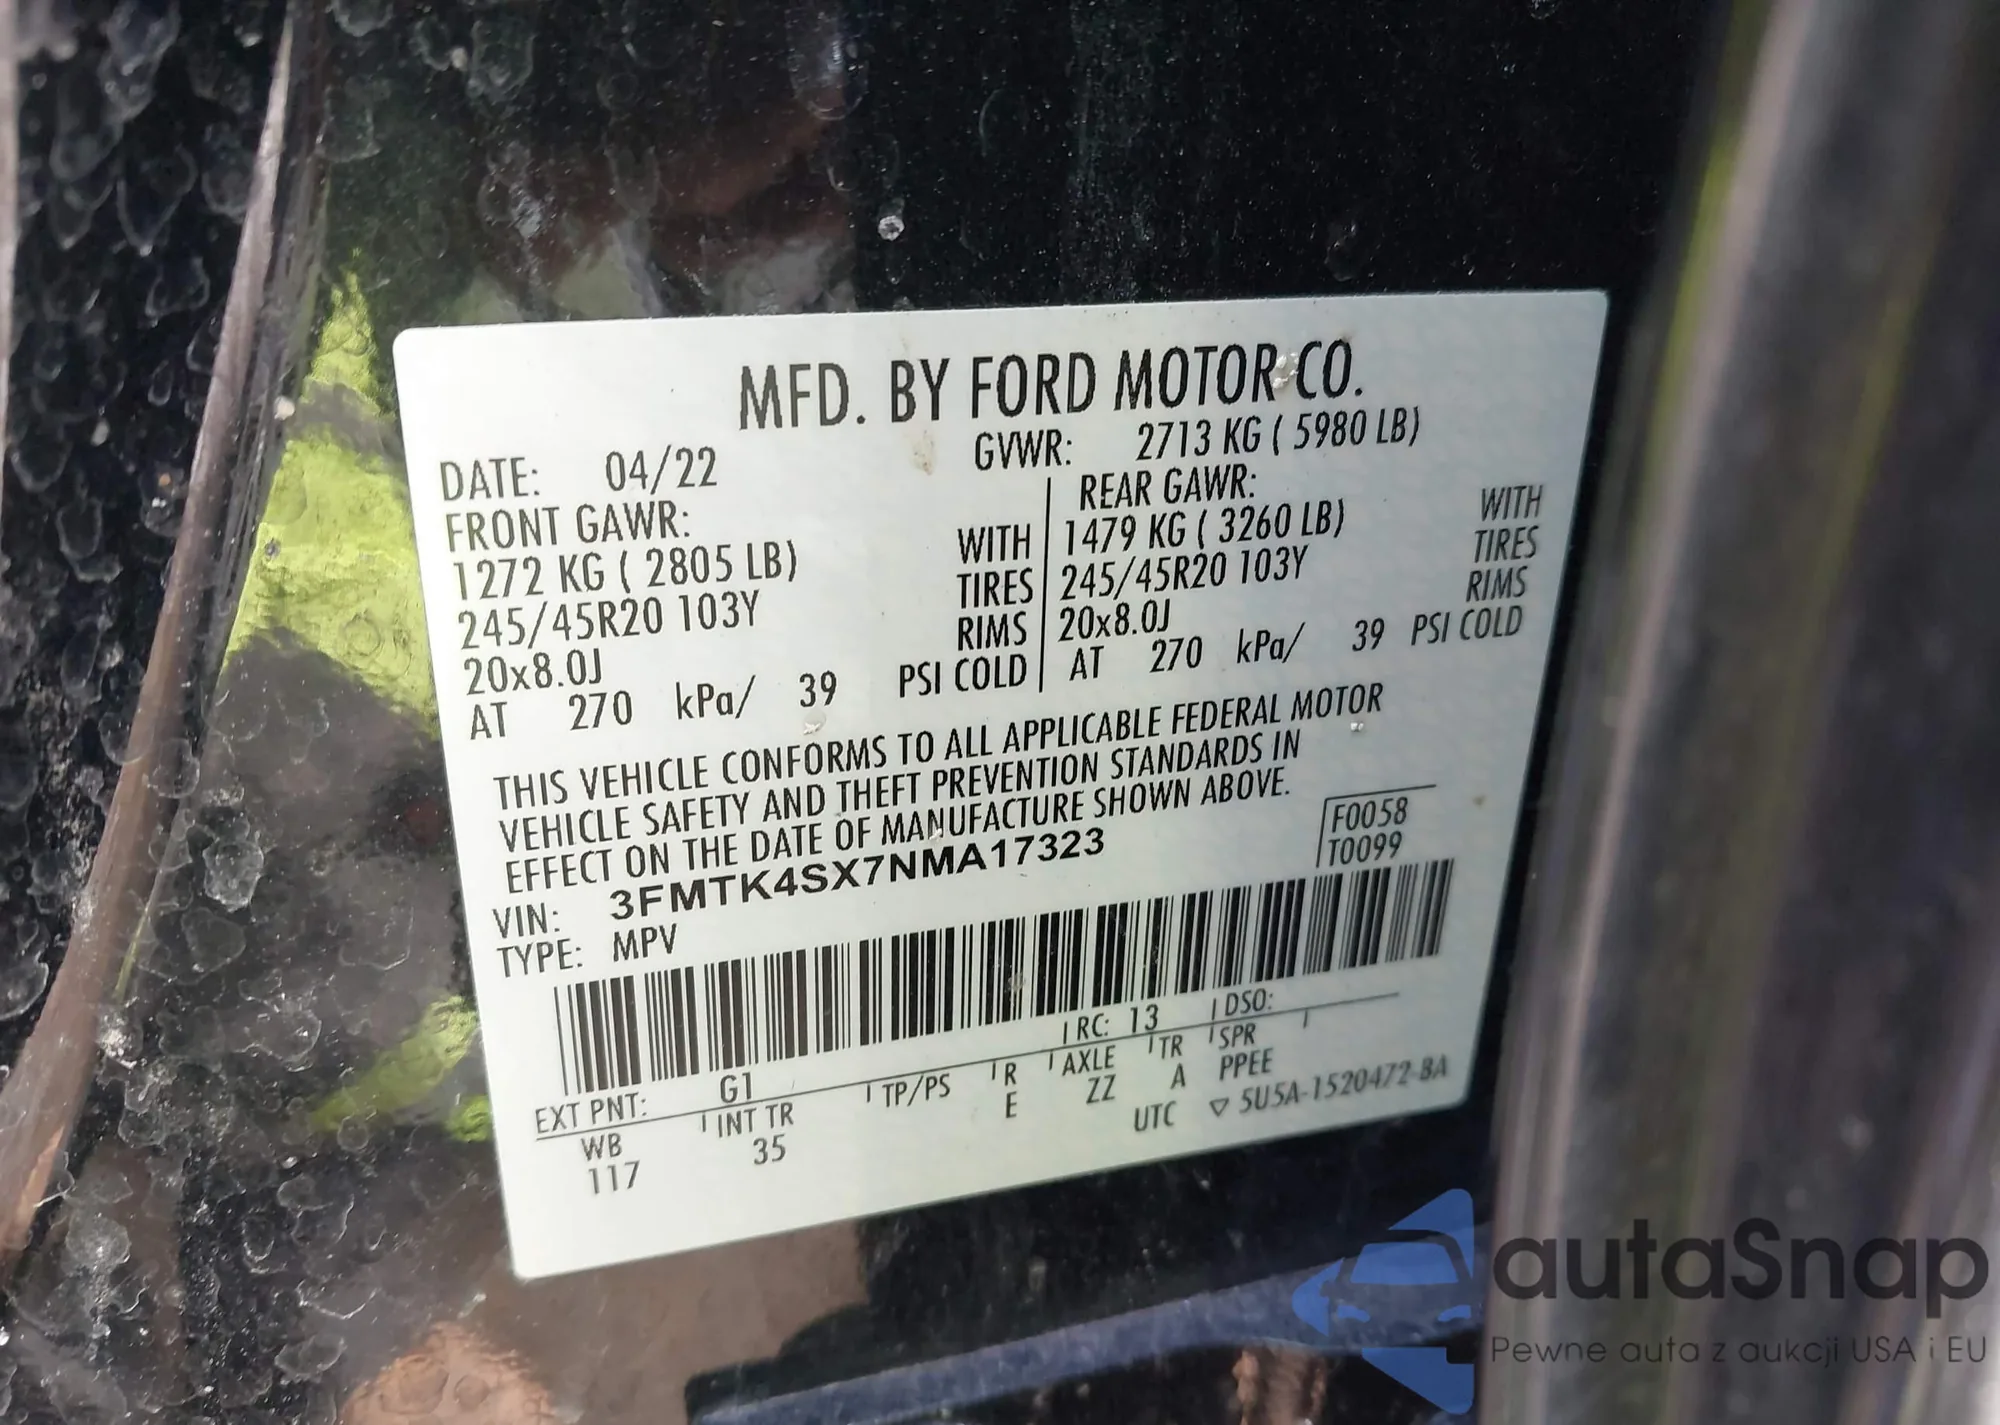 MFD. BY FORD MOTOR CO.
DATE: 04/22 GVWR: 2713 KG ( 5980 LB)
FRONT GAWR: REAR GAWR:
1272 KG ( 2805 LB) WITH 1479 KG ( 3260 LB) WITH
245/45R20 103Y TIRES 245/45R20 103Y TIRES
20x8.0J RIMS 20x8.0J RIMS
AT 270 kPa/ 39 PSI COLD AT 270 kPa/ 39 PSI COLD
THIS VEHICLE CONFORMS TO ALL APPLICABLE FEDERAL MOTOR
VEHICLE SAFETY AND THEFT PREVENTION STANDARDS IN
EFFECT ON THE DATE OF MANUFACTURE SHOWN ABOVE.
VIN: 3FMTK4SX7NMA17323
F0058
T0099
TYPE: MPV
EXT PNT: G1 RC: 13 DSO:
WB INT TR TP/PS R AXLE TR SPR
117 35 E ZZ A PPEE
UTC ▽ 5U5A-1520472-BA
autaSnap
Pewne auta z aukcji USA i EU